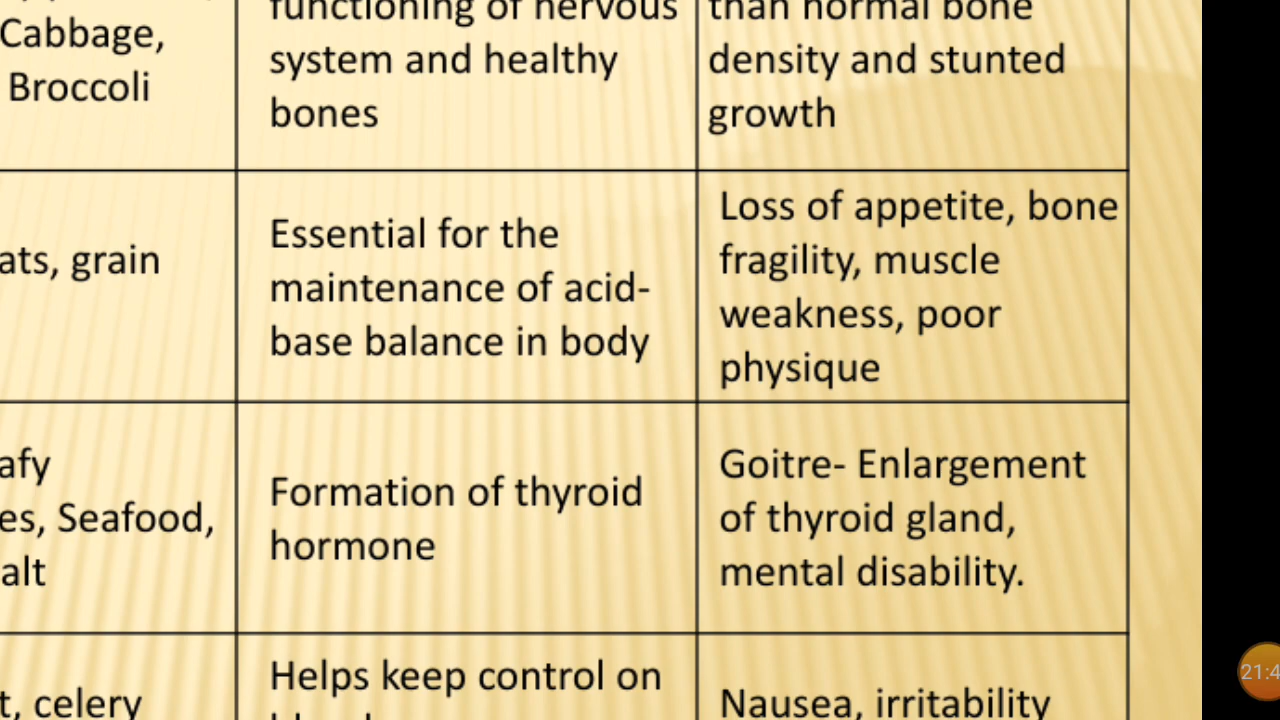 Cabbage,
Broccoli
functioning of nervous
system and healthy
bones
than normal bone
density and stunted
growth
ats, grain
Essential for the
maintenance of acid-
base balance in body
Loss of appetite, bone
fragility, muscle
weakness, poor
physique
afy
es, Seafood,
alt
Formation of thyroid
hormone
Goitre- Enlargement
of thyroid gland,
mental disability.
t, celery
Helps keep control on
Nausea, irritability
21:4